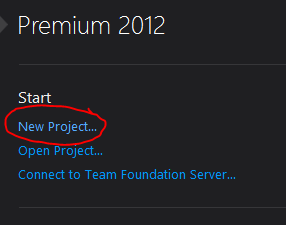 Premium 2012
Start
New Project...
Open Project...
Connect to Team Foundation Server...